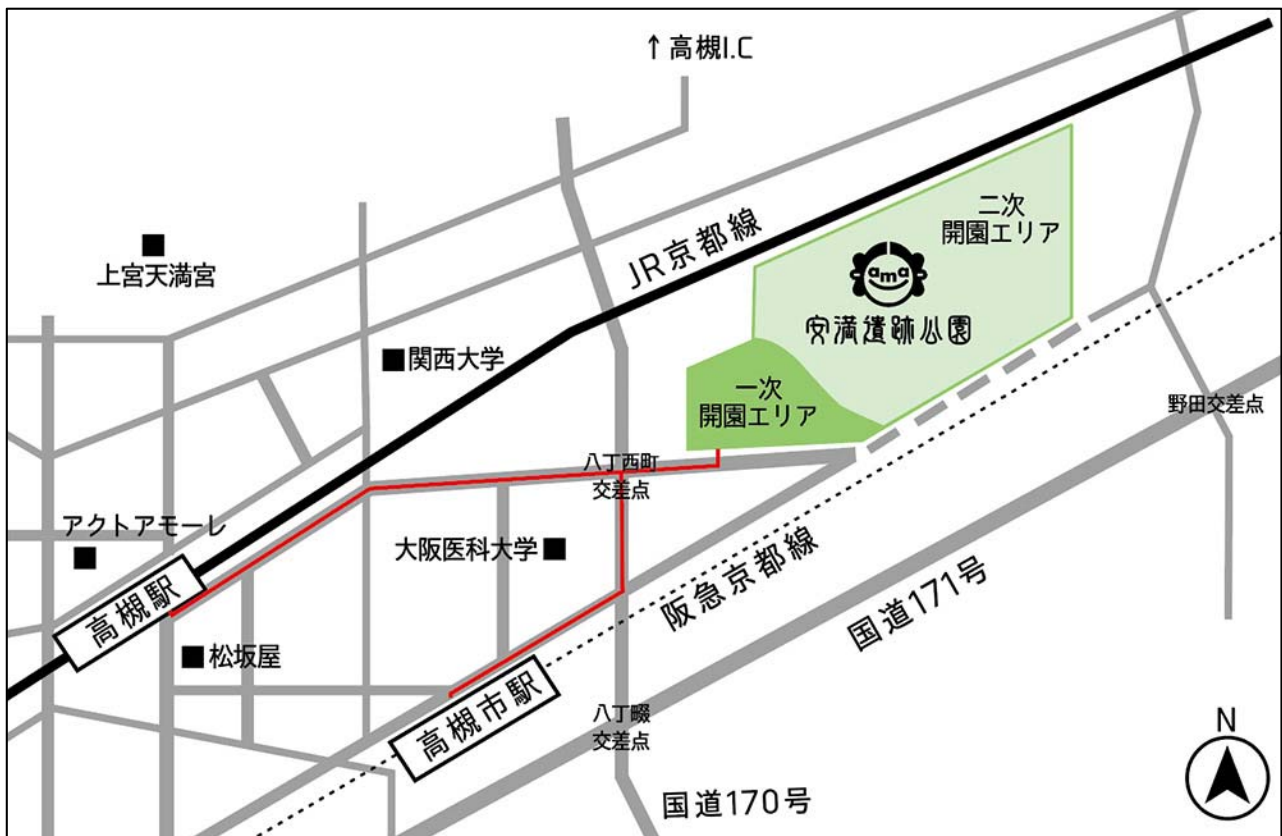 ↑高槻I.C
上宮天満宮
JR京都線
二次
開園エリア
ama
安満遺跡公園
関西大学
一次
開園エリア
野田交差点
八丁西町
交差点
アクトアモーレ
大阪医科大学
高槻駅
阪急京都線
国道171号
松坂屋
高槻市駅
八丁畷
交差点
国道170号
N